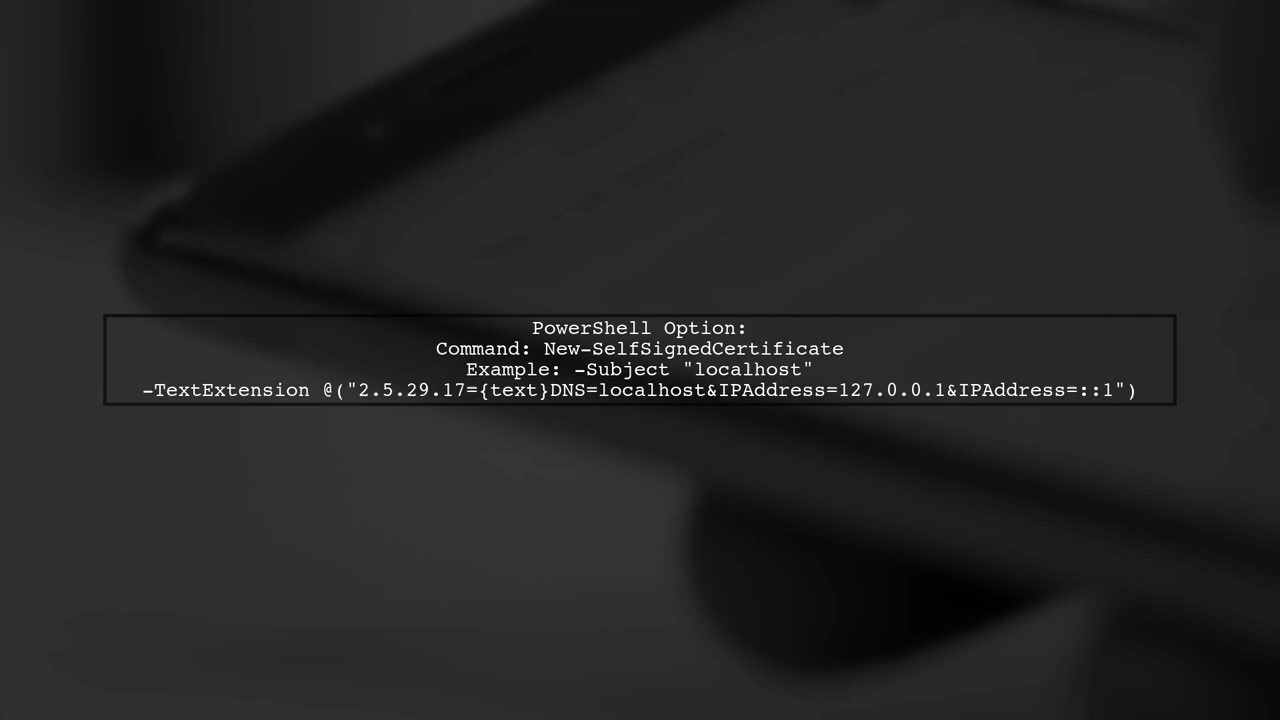 PowerShell Option:
Command: New-SelfSignedCertificate
Example: -Subject "localhost"
-TextExtension @("2.5.29.17={text}DNS=localhost&IPAddress=127.0.0.1&IPAddress=::1")